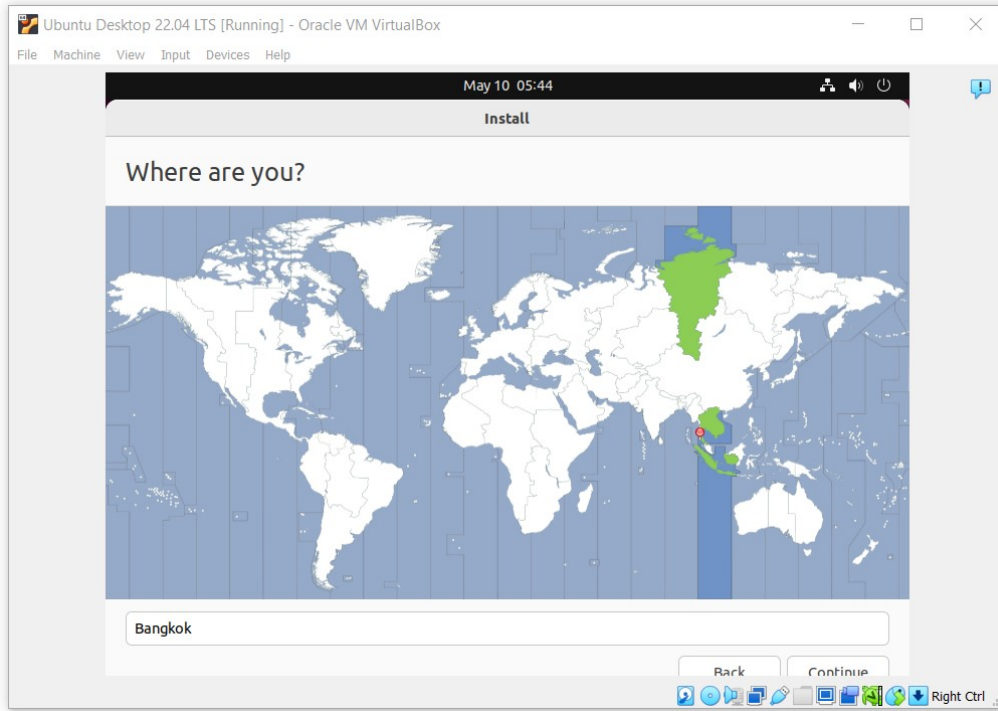 Ubuntu Desktop 22.04 LTS [Running] - Oracle VM VirtualBox
File Machine View Input Devices Help
May 10 05:44
Install
Where are you?
Bangkok
Back Continue
Right Ctrl